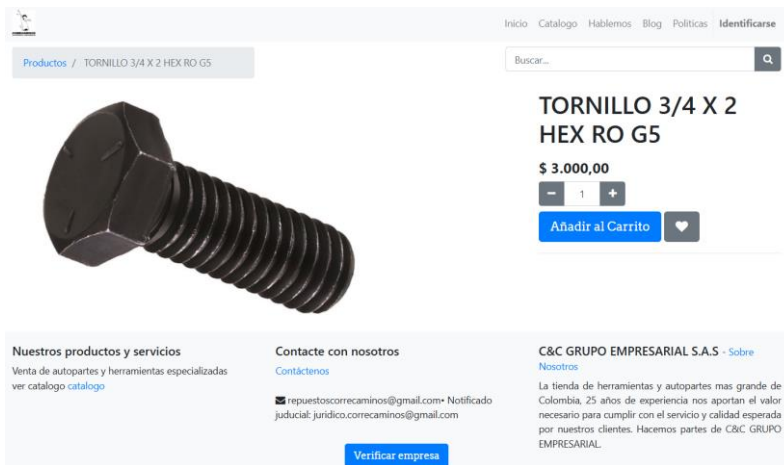 Inicio Catalogo Hablemos Blog Politicas Identificarse
Productos / TORNILLO 3/4 X 2 HEX RO G5
Buscar...
TORNILLO 3/4 X 2
HEX RO G5
$ 3.000,00
− 1 +
Añadir al Carrito
Nuestros productos y servicios
Venta de autopartes y herramientas especializadas
ver catalogo catalogo
Contacte con nosotros
Contáctenos
repuestoscorrecaminos@gmail.com• Notificado
juducial: juridico.correcaminos@gmail.com
Verificar empresa
C&C GRUPO EMPRESARIAL S.A.S - Sobre
Nosotros
La tienda de herramientas y autopartes mas grande de
Colombia, 25 años de experiencia nos aportan el valor
necesario para cumplir con el servicio y calidad esperada
por nuestros clientes. Hacemos partes de C&C GRUPO
EMPRESARIAL.